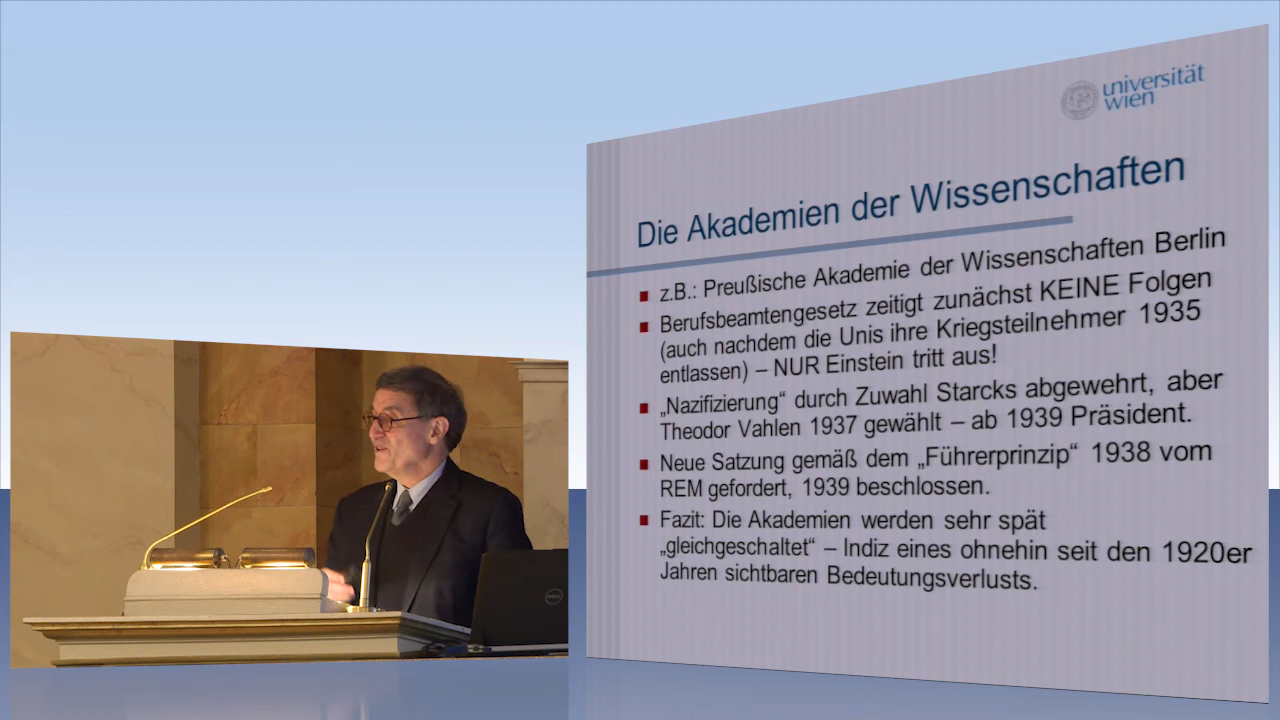 universität
wien
Die Akademien der Wissenschaften
z.B.: Preußische Akademie der Wissenschaften Berlin
Berufsbeamtengesetz zeitigt zunächst KEINE Folgen
(auch nachdem die Unis ihre Kriegsteilnehmer 1935
entlassen) – NUR Einstein tritt aus!
„Nazifizierung“ durch Zuwahl Starcks abgewehrt, aber
Theodor Vahlen 1937 gewählt – ab 1939 Präsident.
Neue Satzung gemäß dem „Führerprinzip“ 1938 vom
REM gefordert, 1939 beschlossen.
Fazit: Die Akademien werden sehr spät
„gleichgeschaltet“ – Indiz eines ohnehin seit den 1920er
Jahren sichtbaren Bedeutungsverlusts.
DELL